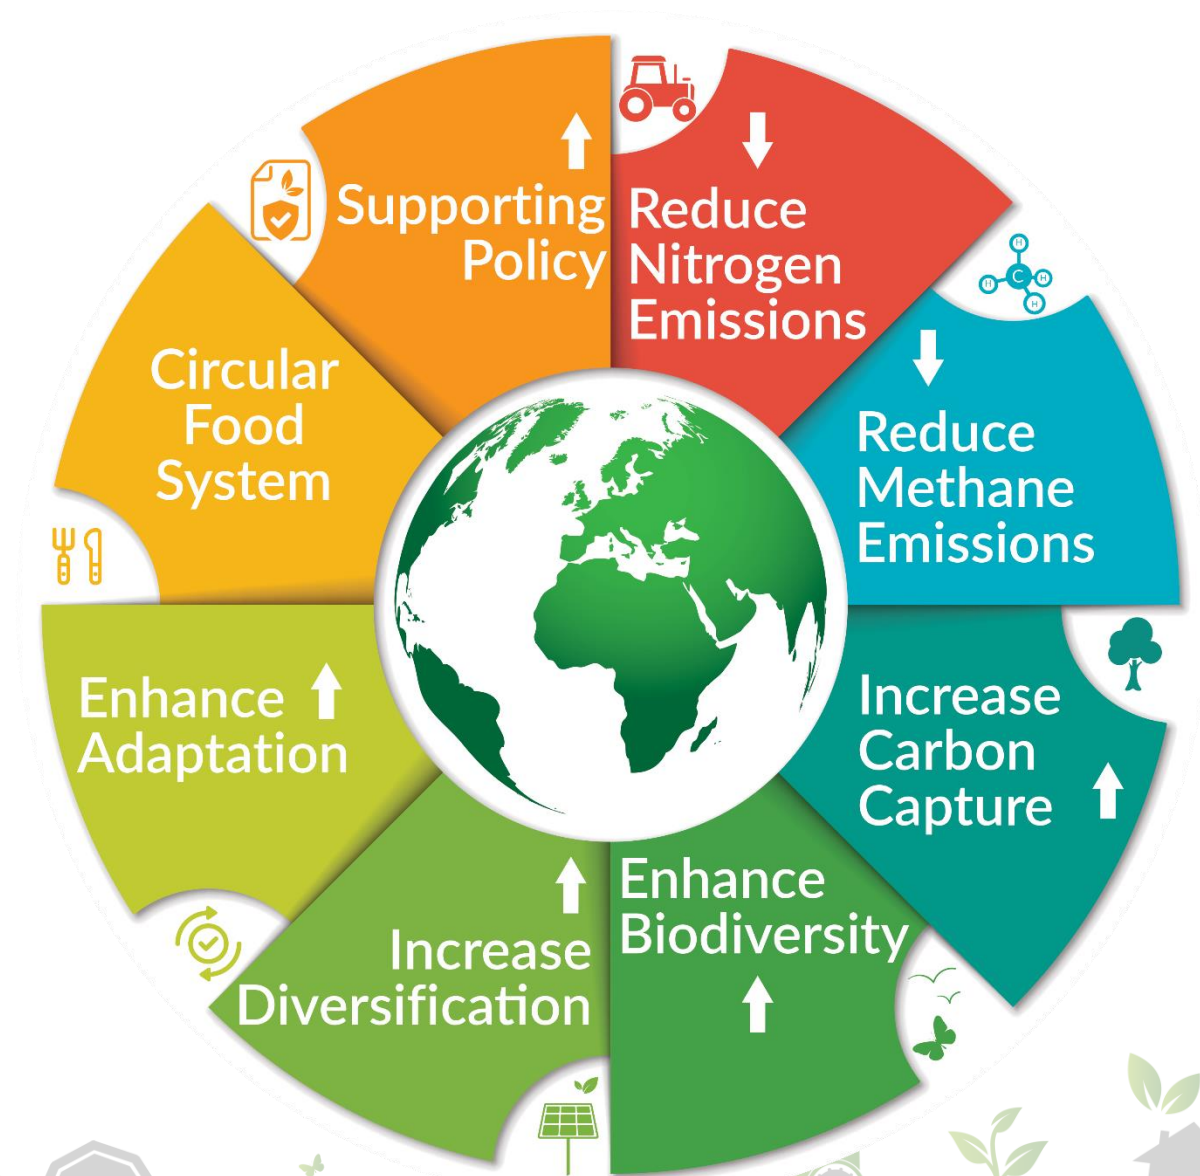 Supporting
Policy
Reduce
Nitrogen
Emissions
H
H
C
H
H
Reduce
Methane
Emissions
Increase
Carbon
Capture
Enhance
Biodiversity
Increase
Diversification
Enhance
Adaptation
Circular
Food
System